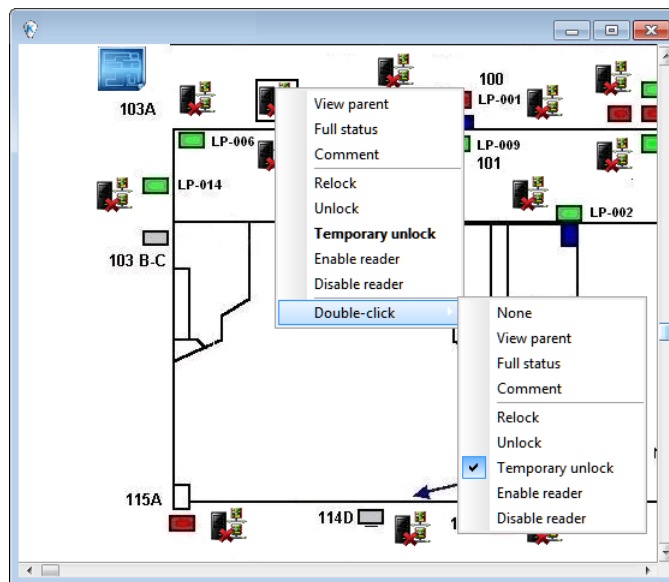 100
103A
LP-001
View parent
Full status
Comment
Relock
Unlock
Temporary unlock
Enable reader
Disable reader
Double-click
LP-006
LP-009
101
LP-014
LP-002
103 B-C
None
View parent
Full status
Comment
Relock
Unlock
Temporary unlock
Enable reader
Disable reader
115A
114D